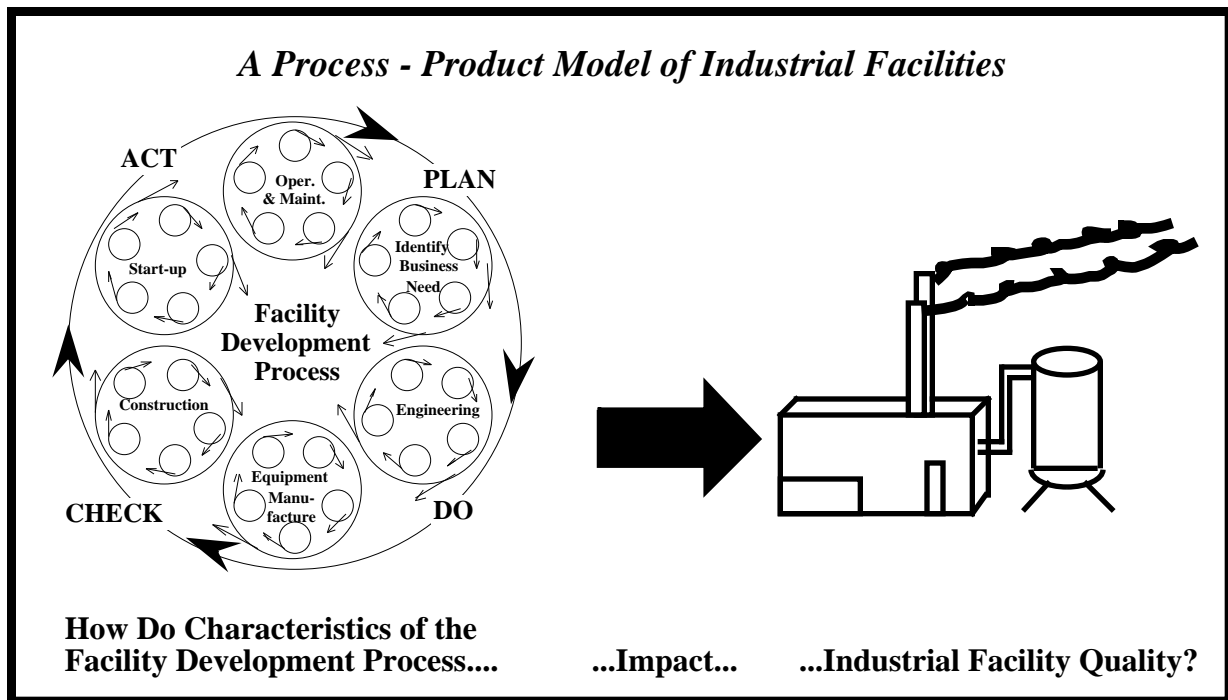 A Process - Product Model of Industrial Facilities
ACT
PLAN
Oper.
& Maint.
Identify
Business
Need
Start-up
Facility
Development
Process
Construction
Engineering
Equipment
Manu-
facture
CHECK
DO
How Do Characteristics of the
Facility Development Process....
...Impact...
...Industrial Facility Quality?